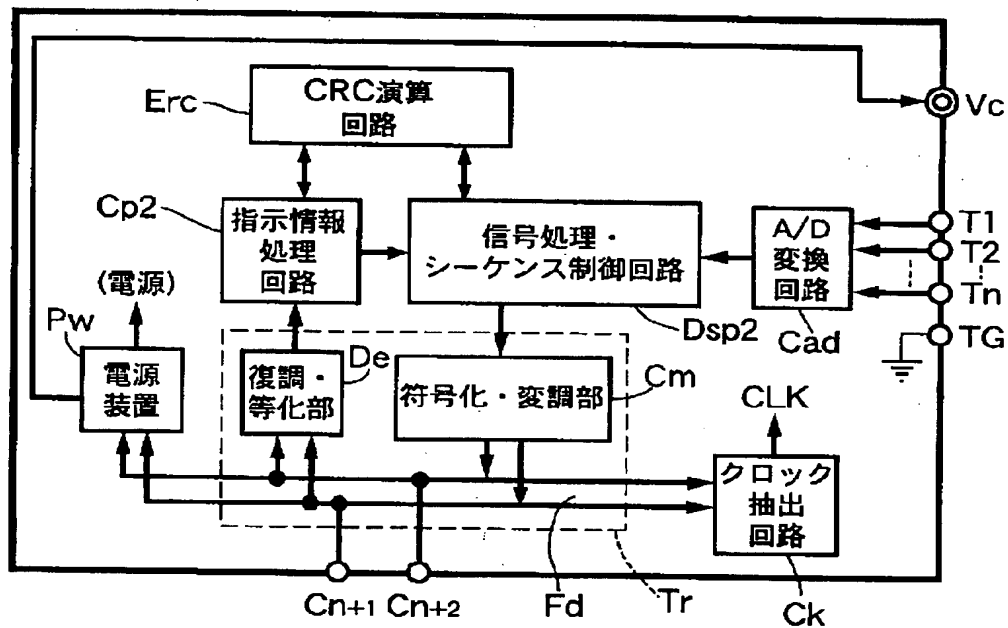 Erc
CRC演算
回路
Vc
Cp2
指示情報
処理
回路
信号処理・
シーケンス制御回路
A/D
変換
回路
T1
T2
Tn
TG
(電源)
Pw
電源
装置
De
復調・
等化部
Dsp2
Cad
符号化・変調部
Cm
CLK
クロック
抽出
回路
Cn+1
Cn+2
Fd
Tr
Ck